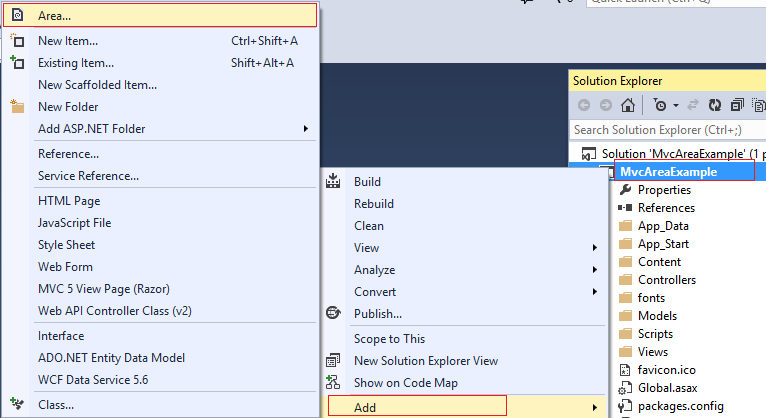 Area...
New Item... Ctrl+Shift+A
Existing Item... Shift+Alt+A
New Scaffolded Item...
New Folder
Add ASP.NET Folder
Reference...
Service Reference...
HTML Page
JavaScript File
Style Sheet
Web Form
MVC 5 View Page (Razor)
Web API Controller Class (v2)
Interface
ADO.NET Entity Data Model
WCF Data Service 5.6
Class...
Build
Rebuild
Clean
View
Analyze
Convert
Publish...
Scope to This
New Solution Explorer View
Show on Code Map
Add
Quick Launch (Ctrl+Q)
Solution Explorer
Search Solution Explorer (Ctrl+;)
Solution 'MvcAreaExample' (1 p
MvcAreaExample
Properties
References
App_Data
App_Start
Content
Controllers
fonts
Models
Scripts
Views
favicon.ico
Global.asax
packages.config